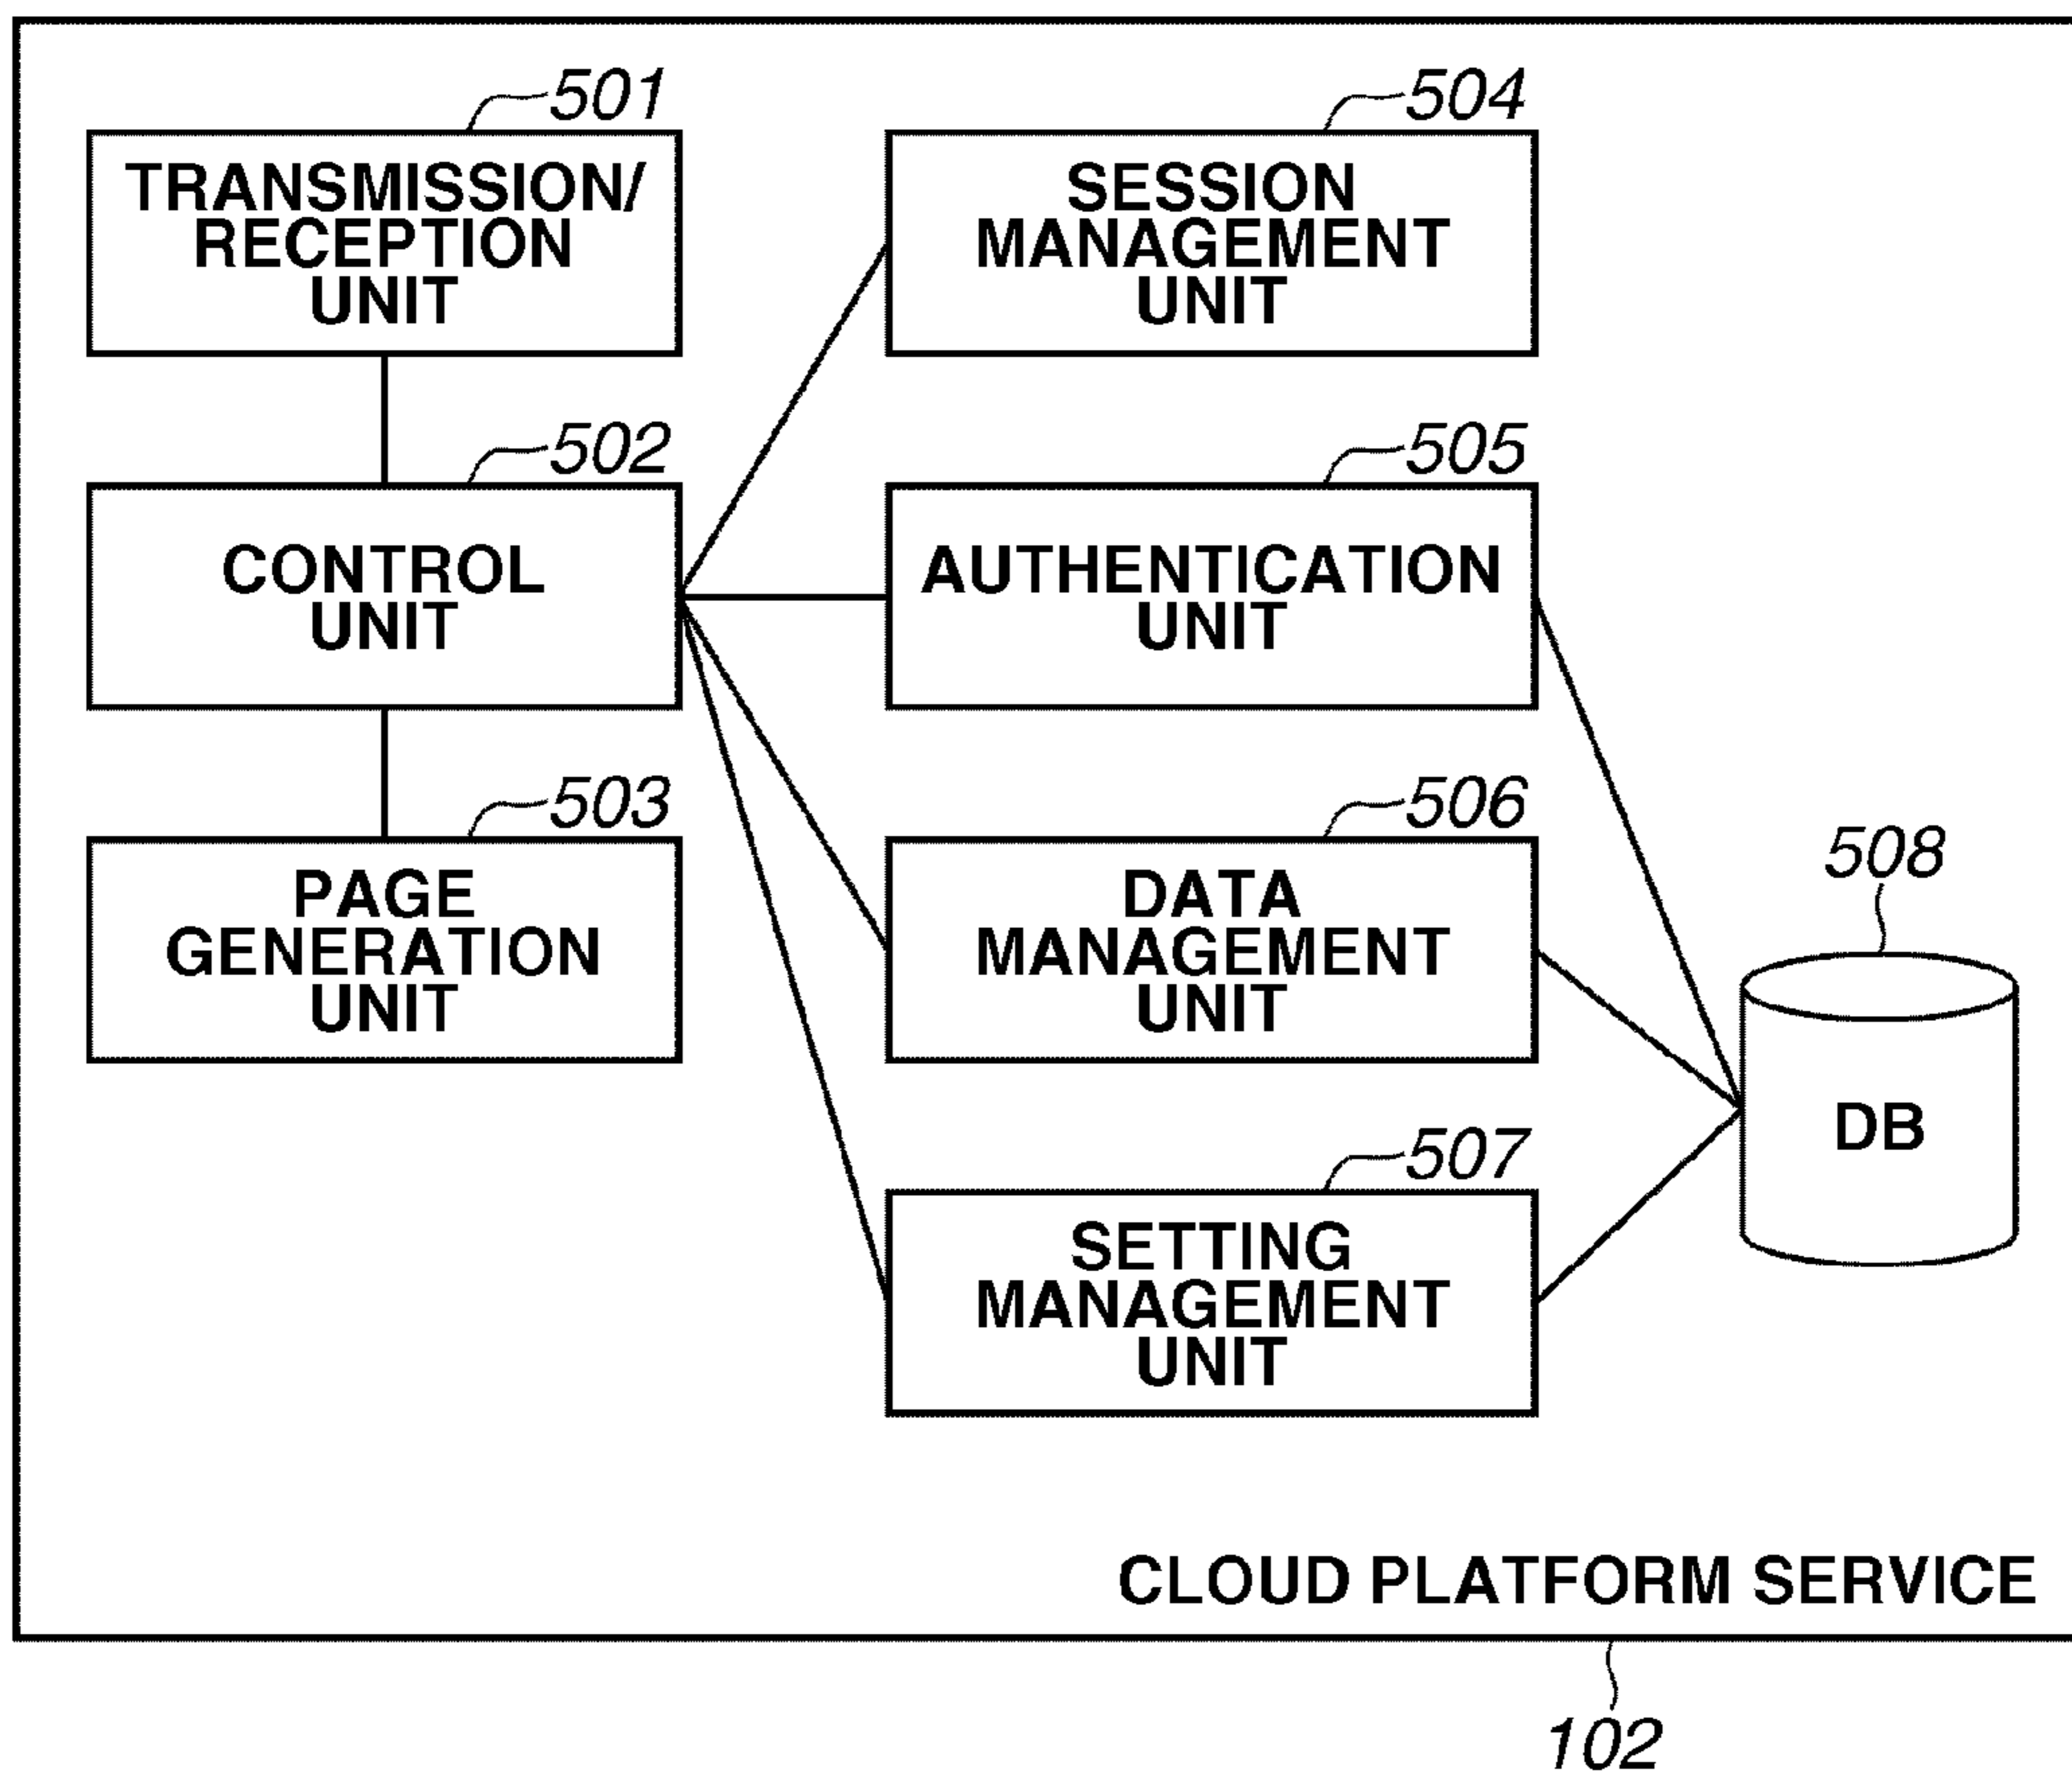 501
TRANSMISSION/
RECEPTION
UNIT
502
CONTROL
UNIT
503
PAGE
GENERATION
UNIT
504
SESSION
MANAGEMENT
UNIT
505
AUTHENTICATION
UNIT
506
DATA
MANAGEMENT
UNIT
507
SETTING
MANAGEMENT
UNIT
508
DB
CLOUD PLATFORM SERVICE
102